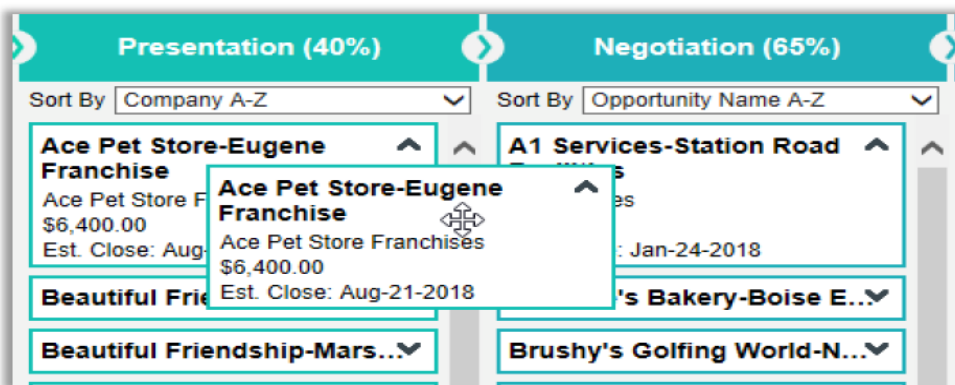 Presentation (40%)
Negotiation (65%)
Sort By Company A-Z
Sort By Opportunity Name A-Z
Ace Pet Store-Eugene
Franchise
Ace Pet Store F
$6,400.00
Est. Close: Aug-
Ace Pet Store-Eugene
Franchise
Ace Pet Store Franchises
$6,400.00
Est. Close: Aug-21-2018
A1 Services-Station Road
: Jan-24-2018
Beautiful Frie
's Bakery-Boise E...
Beautiful Friendship-Mars...
Brushy's Golfing World-N...